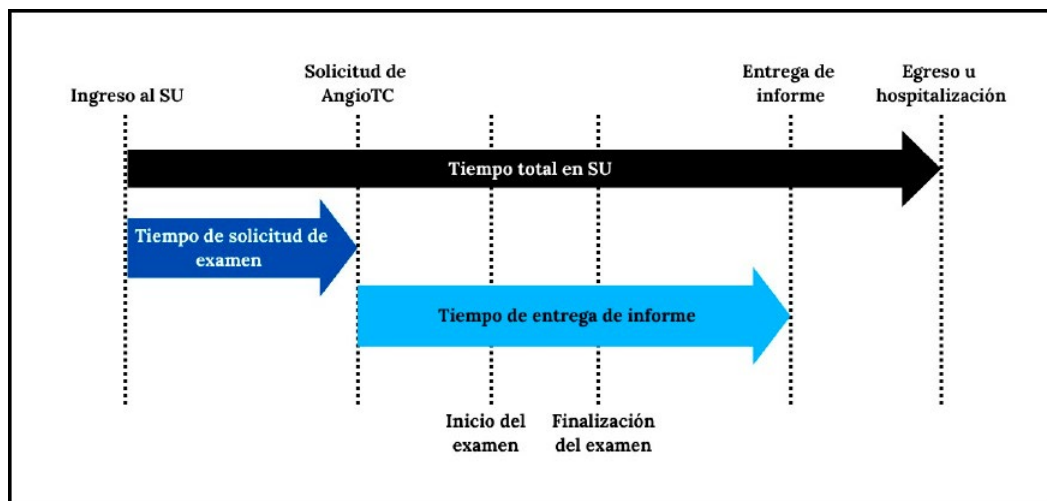 Ingreso al SU
Solicitud de
AngioTC
Entrega de
informe
Egreso u
hospitalización
Tiempo total en SU
Tiempo de solicitud de
examen
Tiempo de entrega de informe
Inicio del
examen
Finalización
del examen